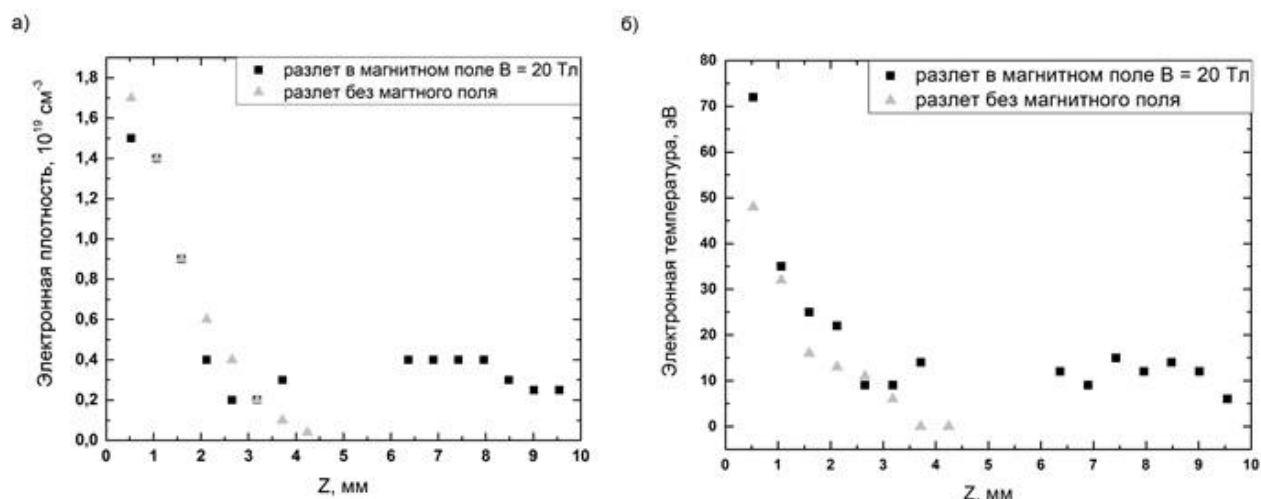 а)
разлет в магнитном поле В = 20 Тл
разлет без магтного поля
Электронная плотность, 10¹⁹ см⁻³
1,8
1,6
1,4
1,2
1,0
0,8
0,6
0,4
0,2
0,0
0 1 2 3 4 5 6 7 8 9 10
Z, мм
б)
разлет в магнитном поле В = 20 Тл
разлет без магнитного поля
Электронная температура, эВ
80
70
60
50
40
30
20
10
0
0 1 2 3 4 5 6 7 8 9 10
Z, мм